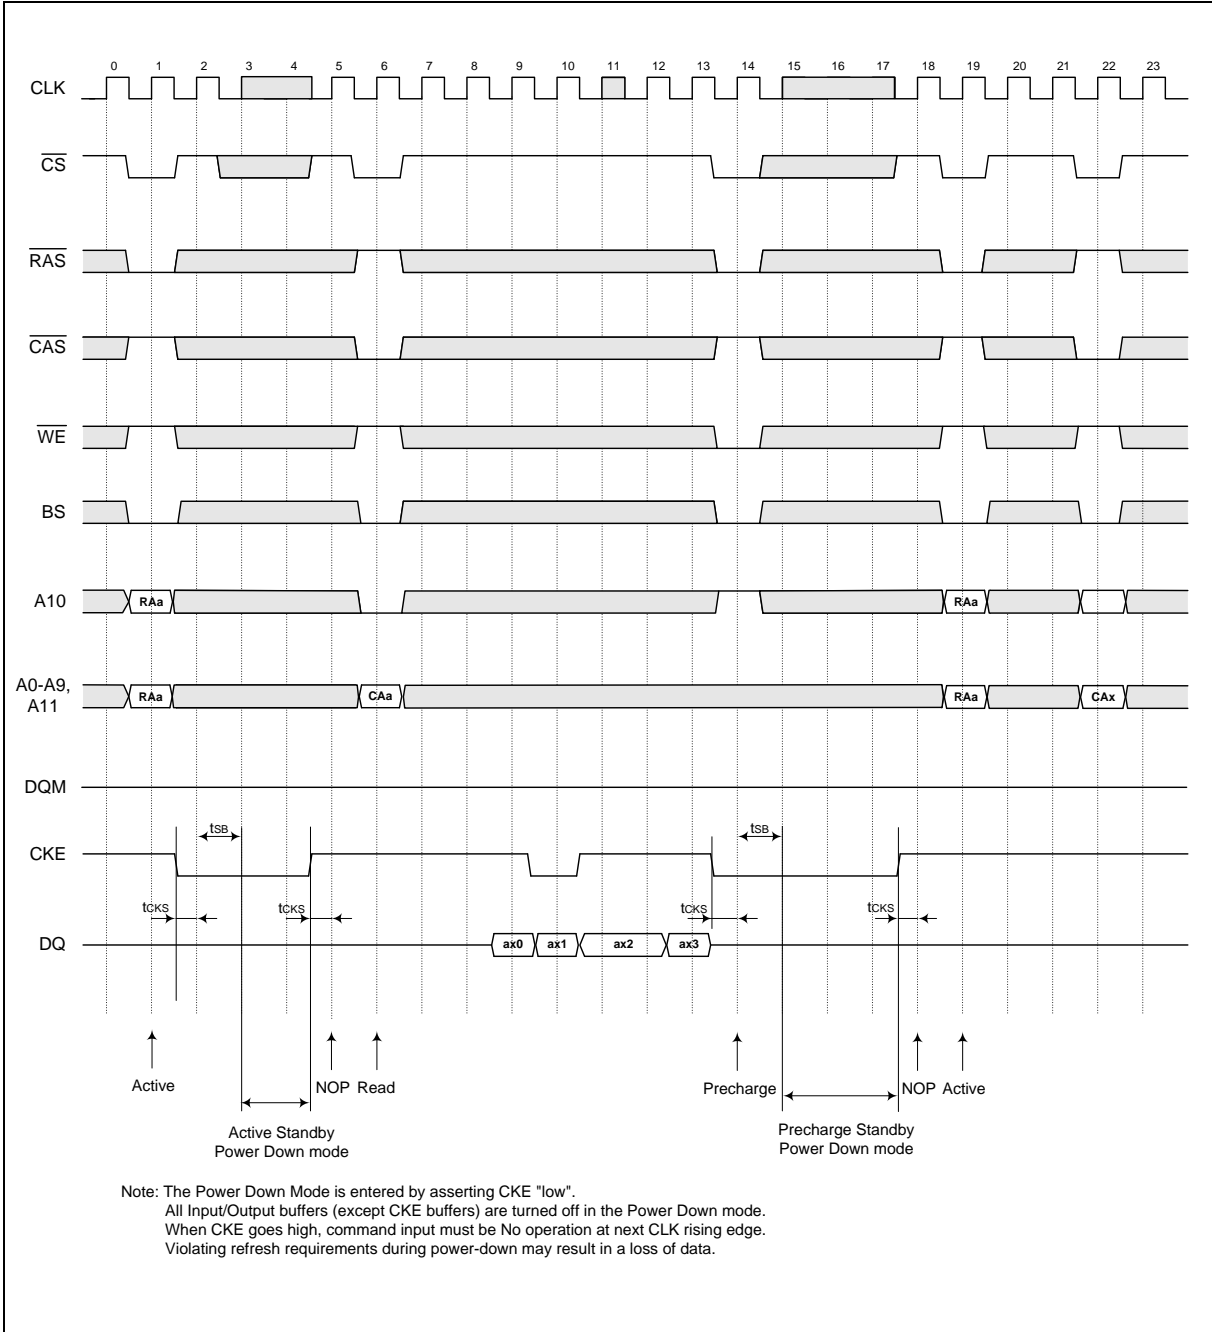 0 1 2 3 4 5 6 7 8 9 10 11 12 13 14 15 16 17 18 19 20 21 22 23
CLK
CS
RAS
CAS
WE
BS
A10 RAa RAa
A0-A9,
A11 RAa CAa RAa CAx
DQM
tSB tSB
CKE
tCKS tCKS tCKS tCKS
DQ ax0 ax1 ax2 ax3
Active NOP Read Precharge NOP Active
Active Standby
Power Down mode
Precharge Standby
Power Down mode
Note: The Power Down Mode is entered by asserting CKE "low".
All Input/Output buffers (except CKE buffers) are turned off in the Power Down mode.
When CKE goes high, command input must be No operation at next CLK rising edge.
Violating refresh requirements during power-down may result in a loss of data.